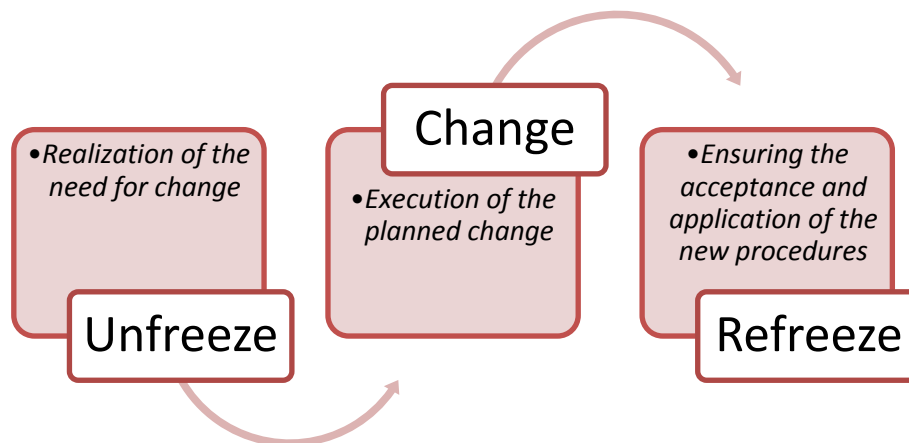 •Realization of the
need for change
Unfreeze
Change
•Execution of the
planned change
•Ensuring the
acceptance and
application of the
new procedures
Refreeze